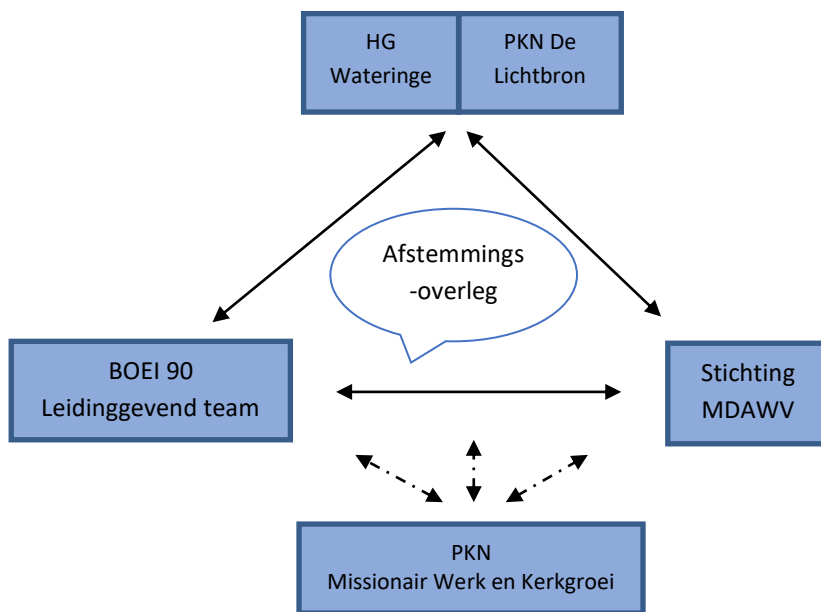 HG
Wateringe
PKN De
Lichtbron
Afstemmings
-overleg
BOEI 90
Leidinggevend team
Stichting
MDAWV
PKN
Missionair Werk en Kerkgroei